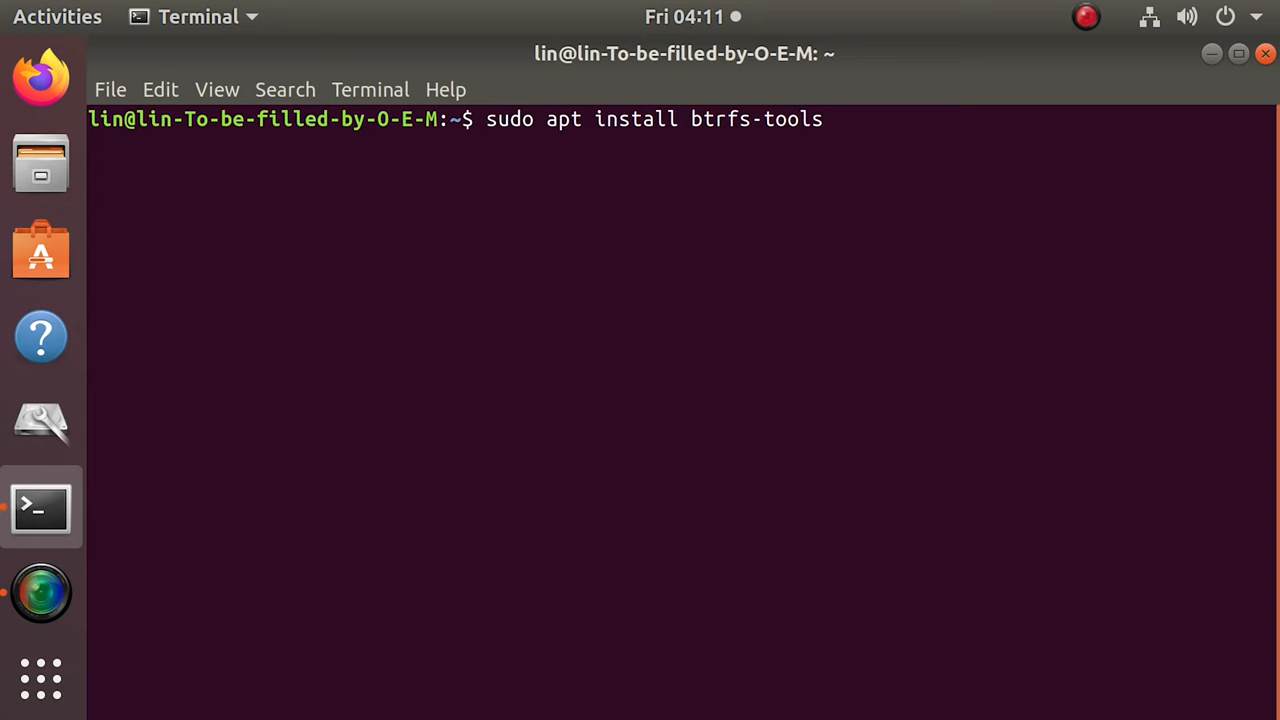 Activities Terminal Fri 04:11
lin@lin-To-be-filled-by-O-E-M: ~
File Edit View Search Terminal Help
lin@lin-To-be-filled-by-O-E-M:~$ sudo apt install btrfs-tools